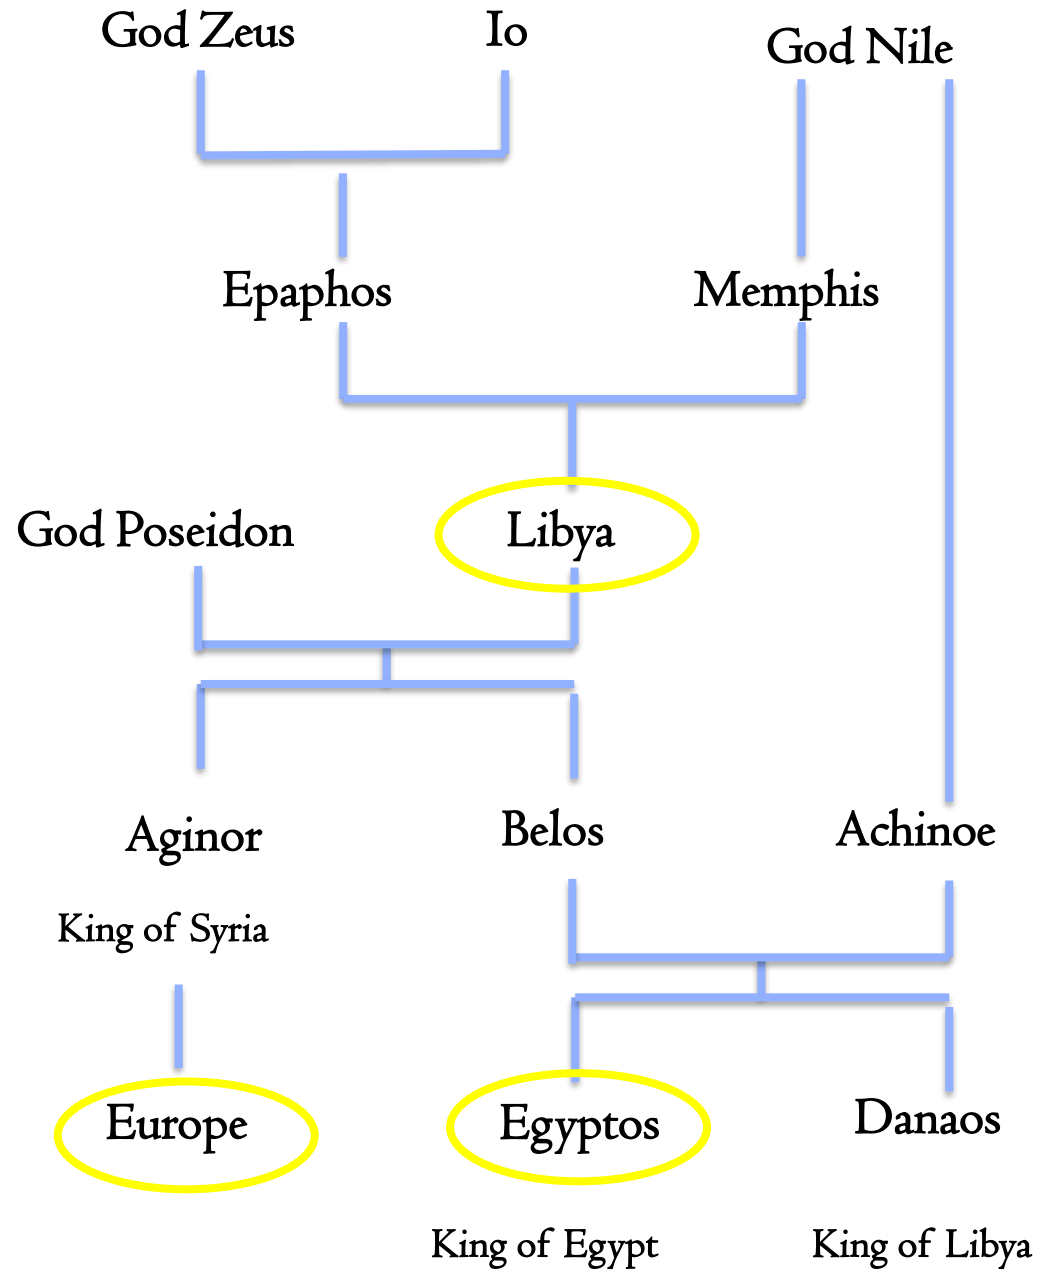 God Zeus
Io
God Nile
Epaphos
Memphis
God Poseidon
Libya
Aginor
Belos
Achinoe
King of Syria
Europe
Egyptos
Danaos
King of Egypt
King of Libya